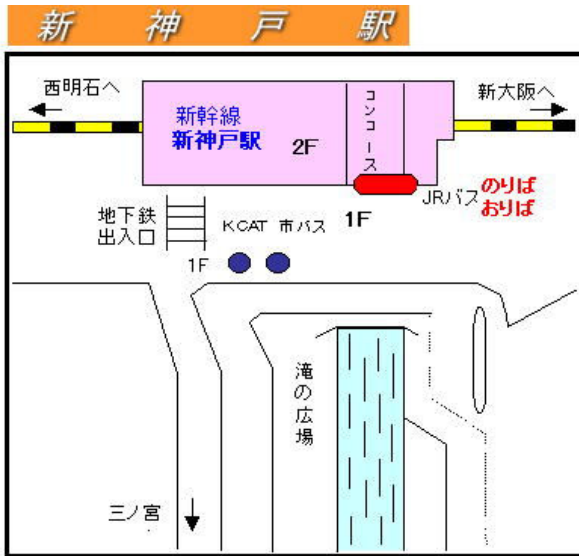 新神戸駅
西明石へ
新大阪へ
新幹線
新神戸駅
2F
コンコース
JRバス
のりば
おりば
地下鉄
出入口
KCAT
市バス
1F
1F
滝の広場
三ノ宮